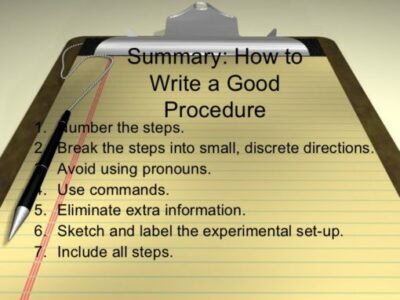 Summary: How to
Write a Good
Procedure
1. Number the steps.
2. Break the steps into small, discrete directions.
3. Avoid using pronouns.
4. Use commands.
5. Eliminate extra information.
6. Sketch and label the experimental set-up.
7. Include all steps.